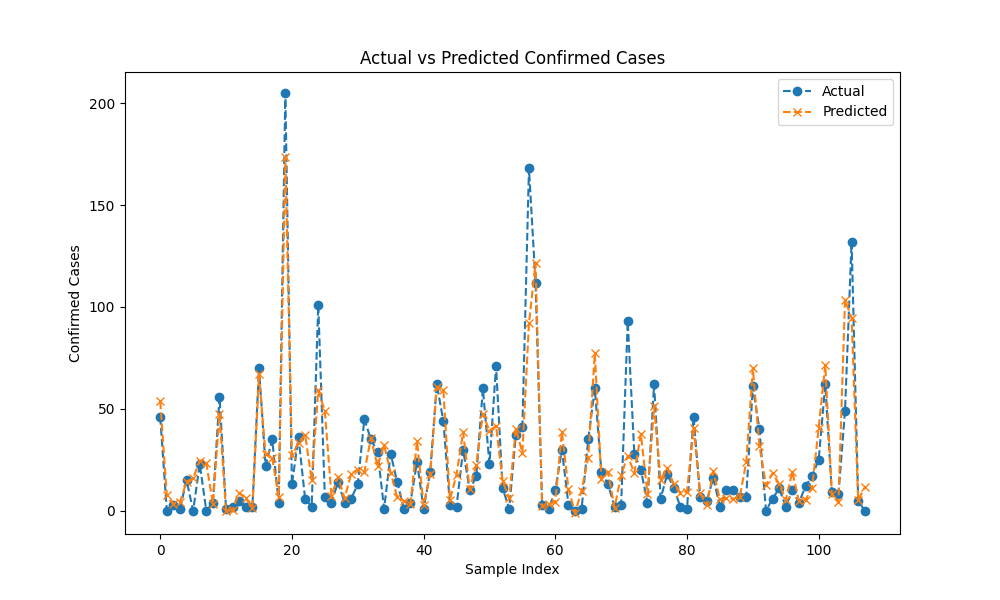 Actual vs Predicted Confirmed Cases
Actual
Predicted
200
150
100
50
0
Confirmed Cases
0 20 40 60 80 100
Sample Index